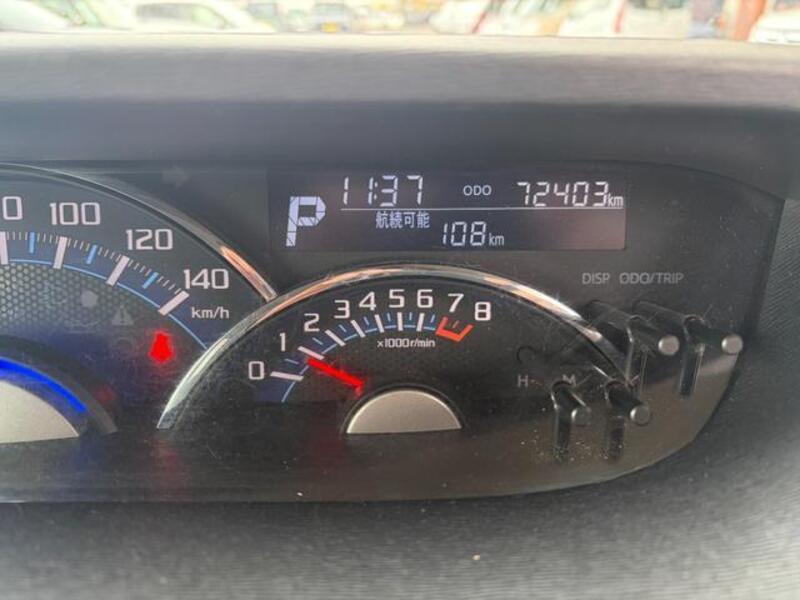 11:37 ODO 72403km
P
航続可能
108km
100 120 140
km/h
DISP ODO/TRIP
0 1 2 3 4 5 6 7 8
×1000r/min
H M